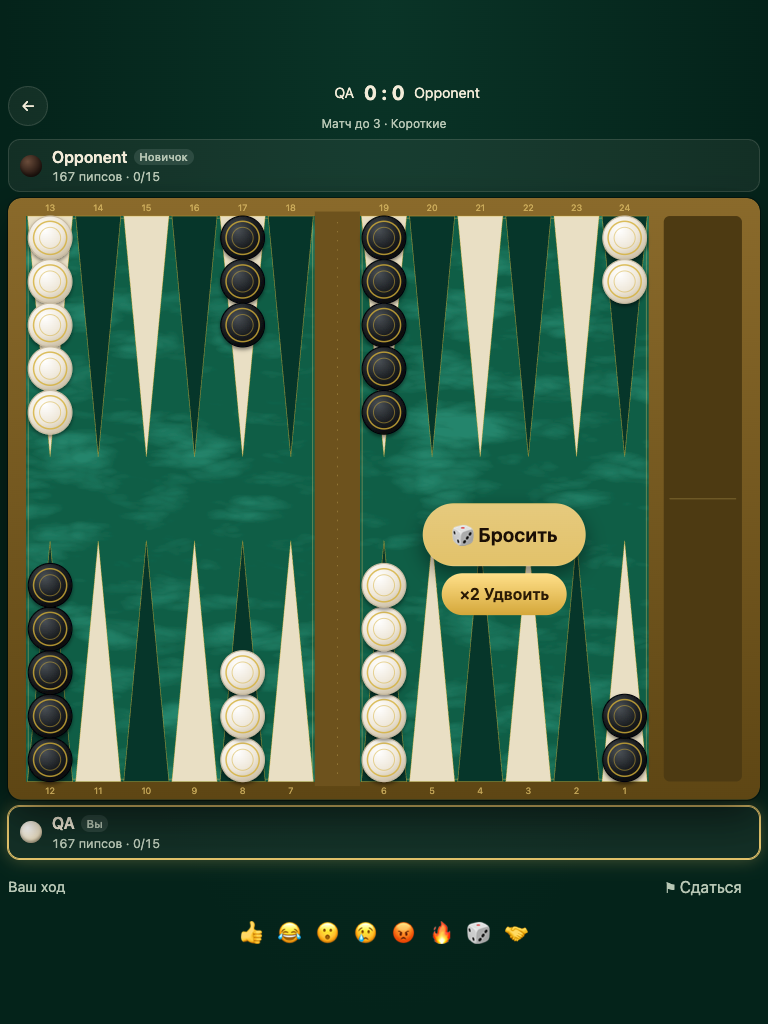 QA 0 : 0 Opponent
Матч до 3 · Короткие
Opponent Новичок
167 пипсов · 0/15
13 14 15 16 17 18 19 20 21 22 23 24
🎲 Бросить
×2 Удвоить
12 11 10 9 8 7 6 5 4 3 2 1
QA Вы
167 пипсов · 0/15
Ваш ход
⚑ Сдаться